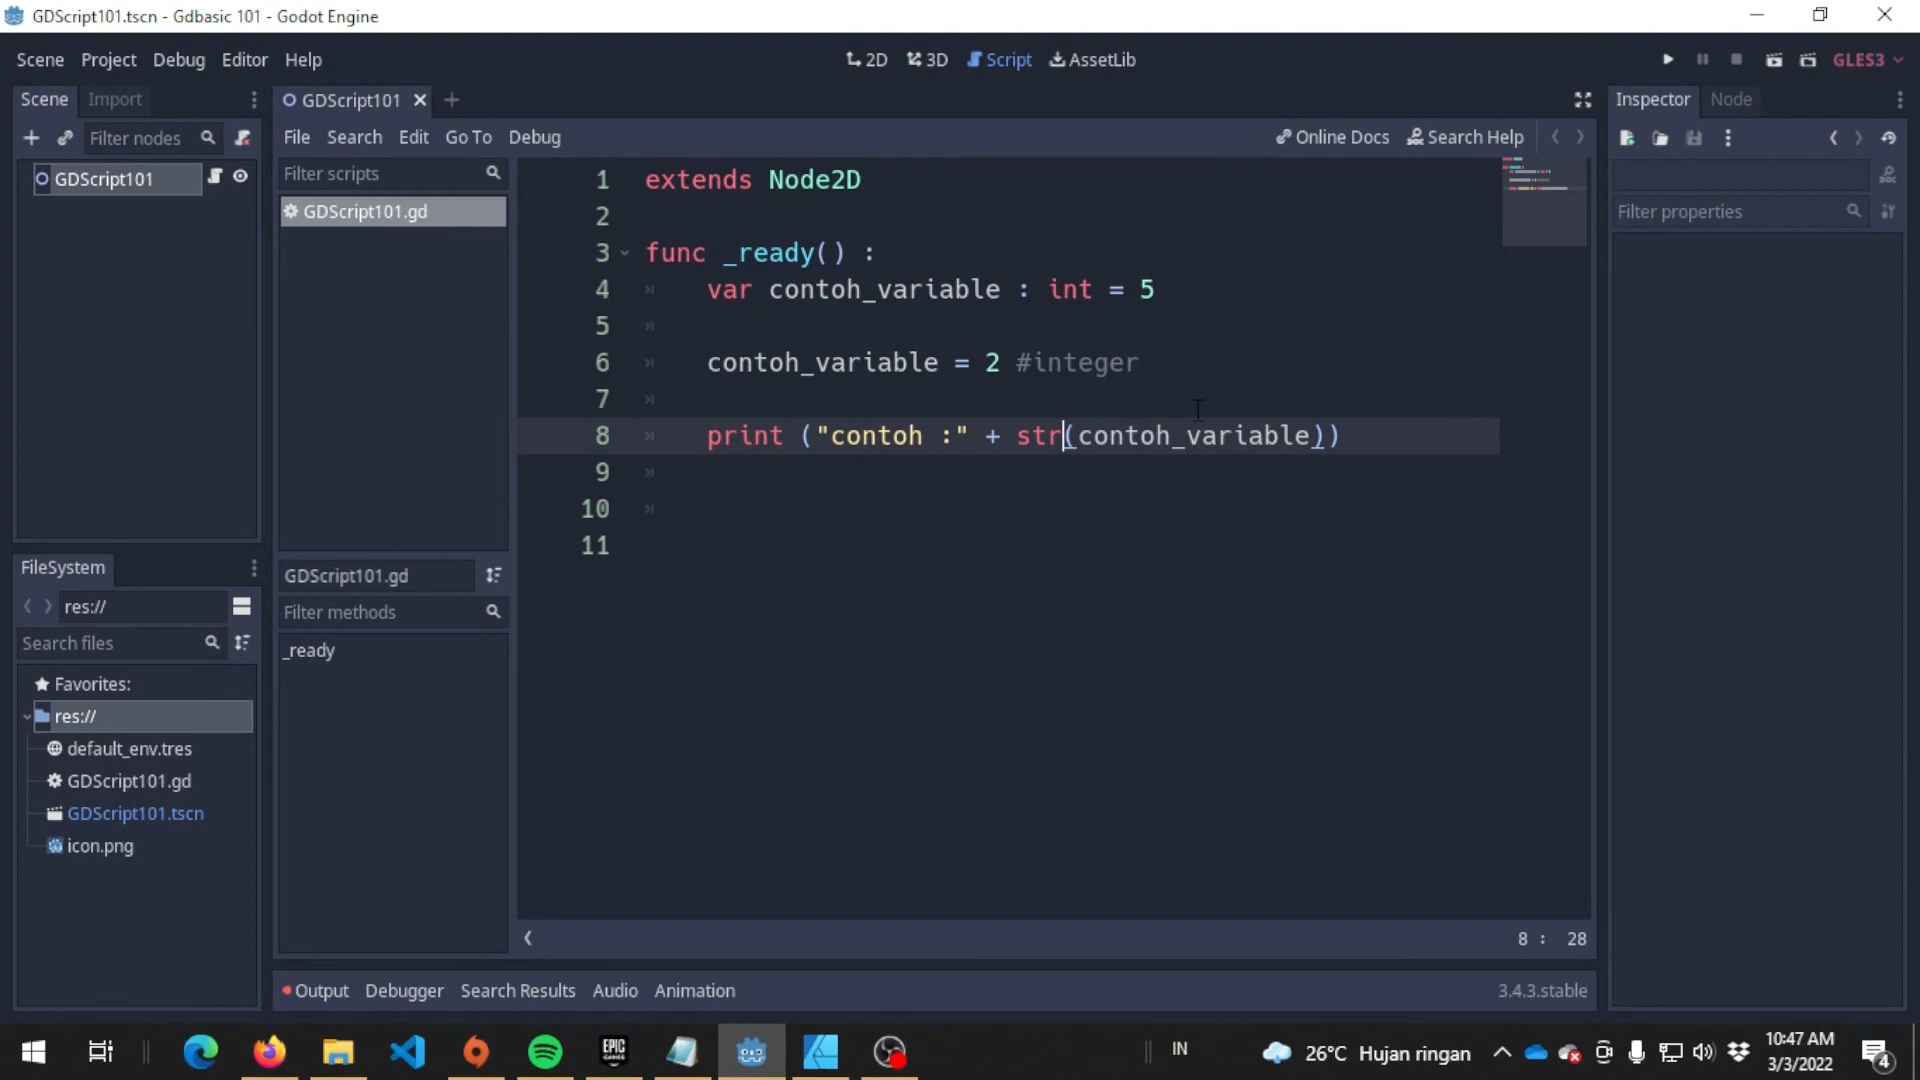 GDScript101.tscn - Gdbasic 101 - Godot Engine
Scene Project Debug Editor Help
2D 3D Script AssetLib
GLES3
Scene Import
GDScript101
Inspector Node
Filter nodes
File Search Edit Go To Debug
Online Docs Search Help
GDScript101
Filter scripts
GDScript101.gd
Filter properties
1 extends Node2D
2
3 func _ready() :
4 var contoh_variable : int = 5
5
6 contoh_variable = 2 #integer
7
8 print ("contoh :" + str(contoh_variable))
9
10
11
GDScript101.gd
Filter methods
_ready
FileSystem
res://
Search files
Favorites:
res://
default_env.tres
GDScript101.gd
GDScript101.tscn
icon.png
8 : 28
Output Debugger Search Results Audio Animation
3.4.3.stable
EPIC
GAMES
IN
26°C Hujan ringan
10:47 AM
3/3/2022
4